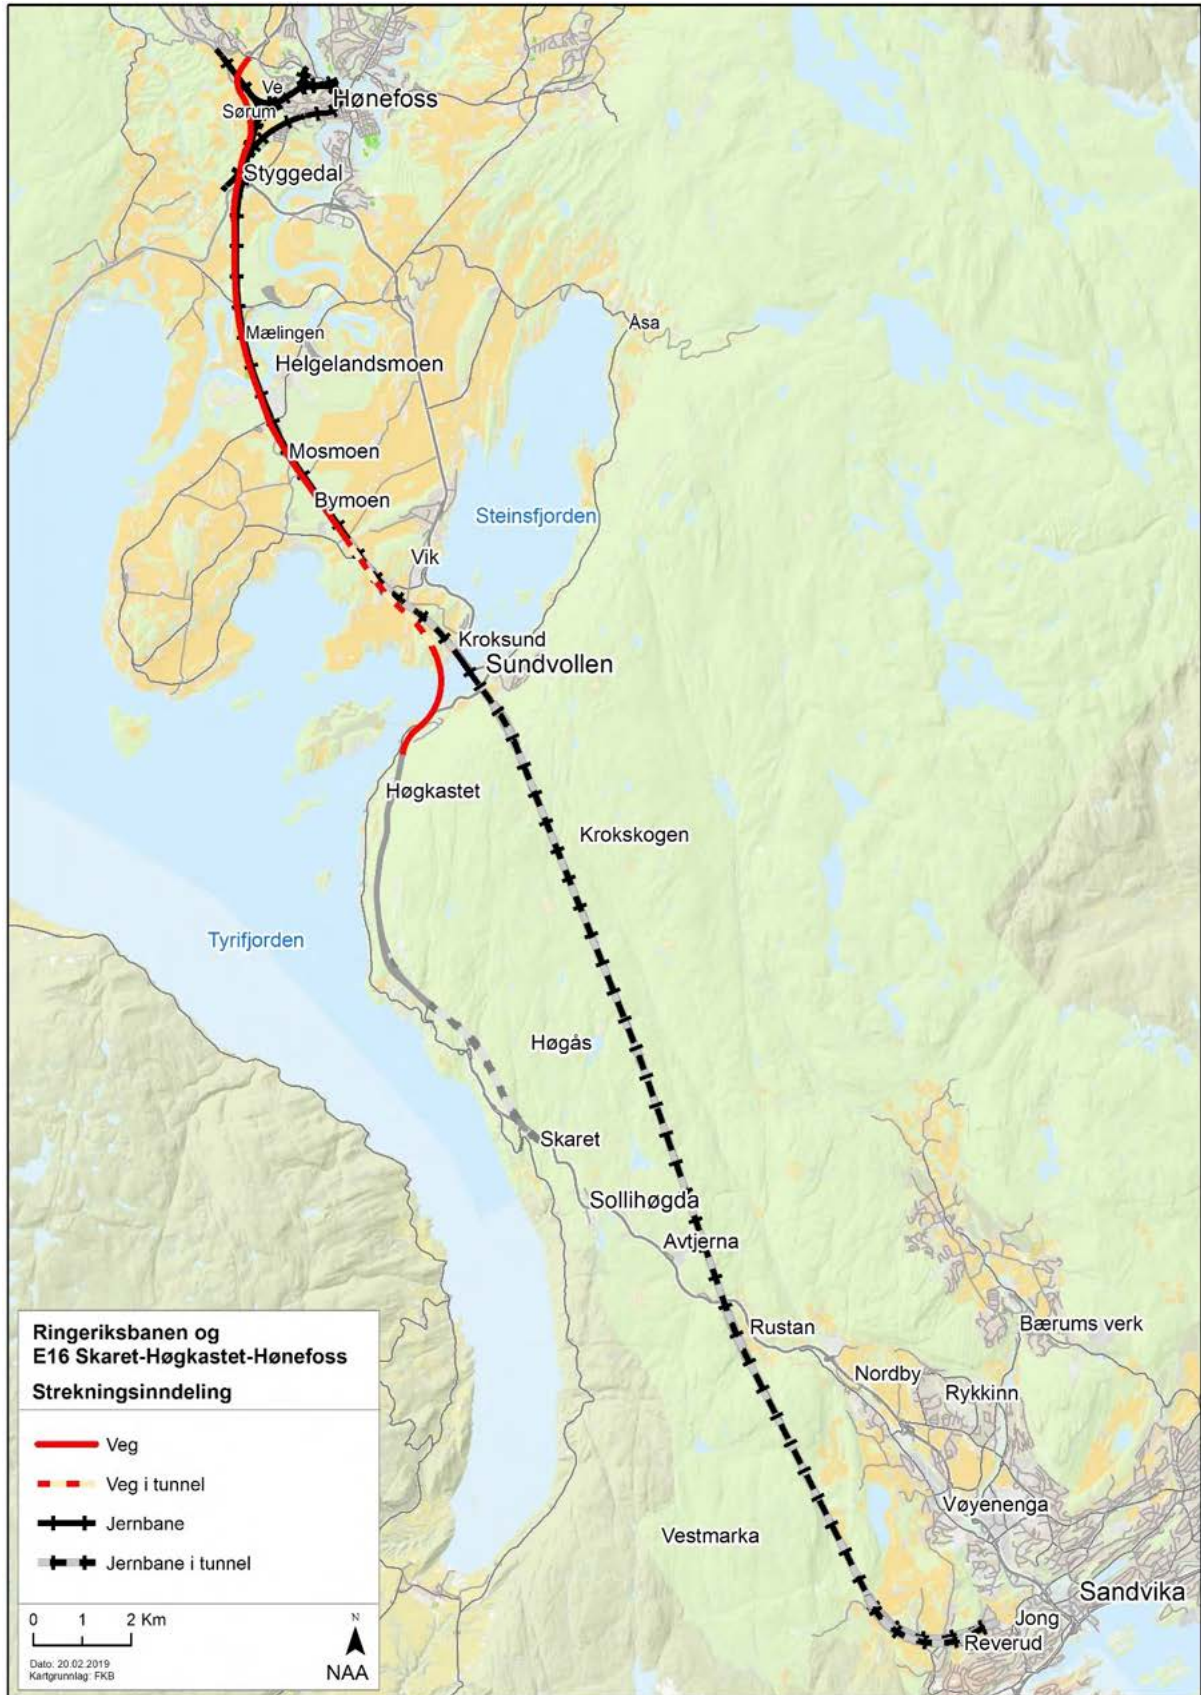 Ve
Hønefoss
Sørum
Styggedal
Åsa
Mælingen
Helgelandsmoen
Mosmoen
Bymoen
Steinsfjorden
Vik
Kroksund
Sundvollen
Høgkastet
Krokskogen
Tyrifjorden
Høgås
Skaret
Sollihøgda
Avtjerna
Rustan
Bærums verk
Nordby
Rykkinn
Vøyenenga
Vestmarka
Sandvika
Jong
Reverud
Ringeriksbanen og
E16 Skaret-Høgkastet-Hønefoss
Strekningsinndeling
Veg
Veg i tunnel
Jernbane
Jernbane i tunnel
0 1 2 Km
N
NAA
Dato: 20.02.2019
Kartgrunnlag: FKB